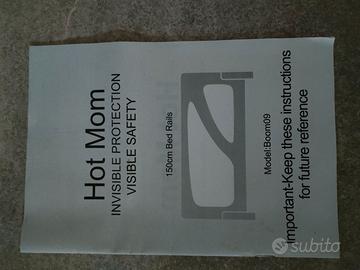 Hot Mom
INVISIBLE PROTECTION
VISIBLE SAFETY
150cm Bed Rails
Model:Boom09
Important-Keep these instructions
for future reference
subito